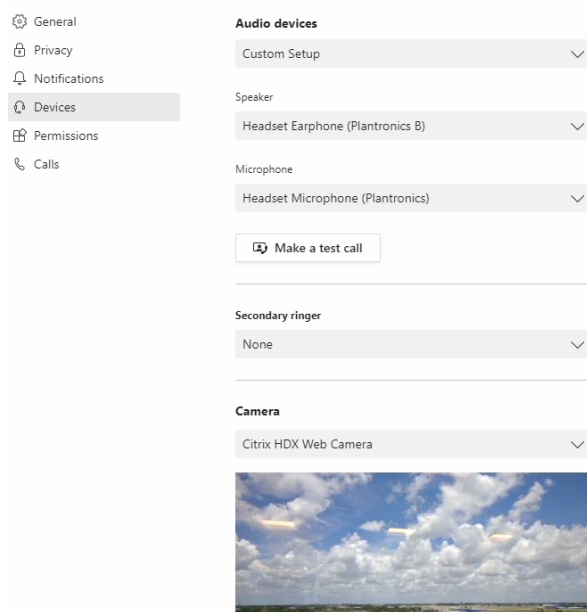 General
Privacy
Notifications
Devices
Permissions
Calls
Audio devices
Custom Setup
Speaker
Headset Earphone (Plantronics B)
Microphone
Headset Microphone (Plantronics)
Make a test call
Secondary ringer
None
Camera
Citrix HDX Web Camera